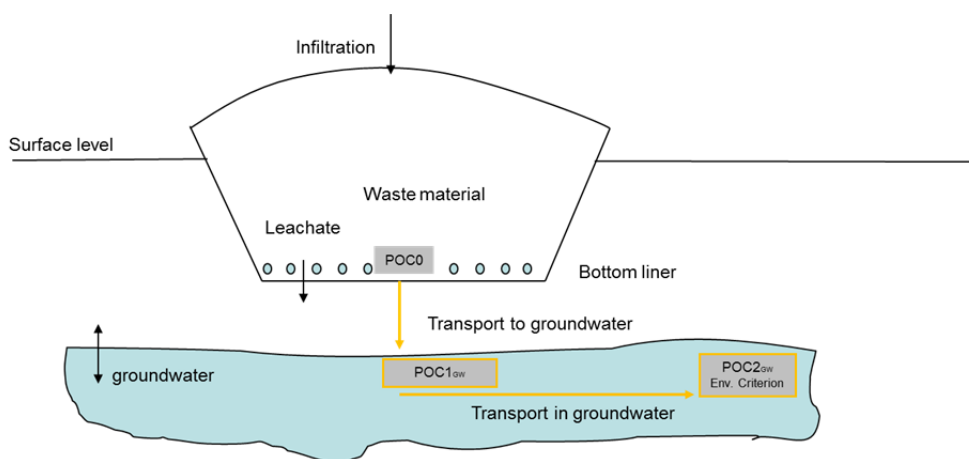 Infiltration
Surface level
Waste material
Leachate
POC0
Bottom liner
Transport to groundwater
groundwater
POC1GW
POC2GW
Env. Criterion
Transport in groundwater